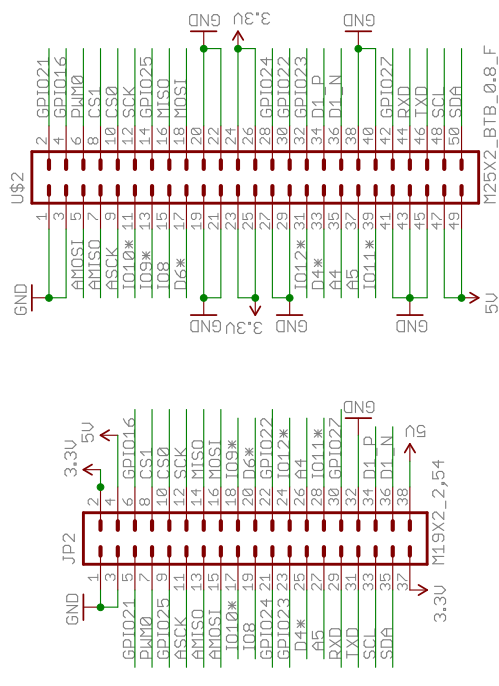 GND
3.3V
GND
GPIO21
GPIO16
PWM0
CS1
CS0
SCK
GPIO25
MISO
MOSI
GPIO24
GPIO22
GPIO23
D1_P
D1_N
GPIO27
RXD
TXD
SCL
SDA
2
4
6
8
10
12
14
16
18
20
22
24
26
28
30
32
34
36
38
40
42
44
46
48
50
U$2
M25X2_BTB_0.8_F
1
3
5
7
9
11
13
15
17
19
21
23
25
27
29
31
33
35
37
39
41
43
45
47
49
AMOSI
AMISO
ASCK
IO10*
IO9*
IO8
D6*
IO12*
D4*
A4
A5
IO11*
GND
GND
3.3V
GND
GND
5V
3.3V
5V
GND
5V
GPIO16
CS1
CS0
SCK
MISO
MOSI
IO9*
D6*
GPIO22
IO12*
A4
IO11*
GPIO27
D1_P
D1_N
2
4
6
8
10
12
14
16
18
20
22
24
26
28
30
32
34
36
38
JP2
M19X2_2,54
1
3
5
7
9
11
13
15
17
19
21
23
25
27
29
31
33
35
37
GND
GPIO21
PWM0
GPIO25
ASCK
AMISO
AMOSI
IO10*
IO8
GPIO24
GPIO23
D4*
A5
RXD
TXD
SCL
SDA
3.3V